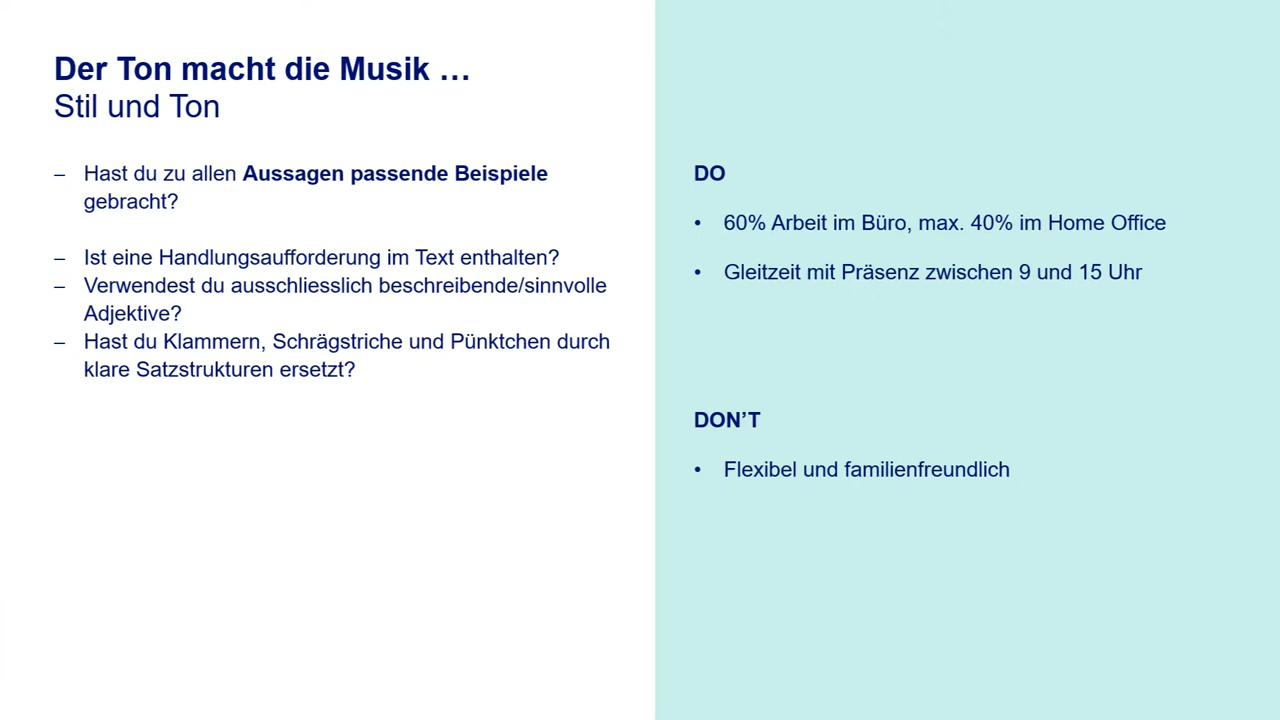 Der Ton macht die Musik …
Stil und Ton
– Hast du zu allen Aussagen passende Beispiele
gebracht?
– Ist eine Handlungsaufforderung im Text enthalten?
– Verwendest du ausschliesslich beschreibende/sinnvolle
Adjektive?
– Hast du Klammern, Schrägstriche und Pünktchen durch
klare Satzstrukturen ersetzt?
DO
• 60% Arbeit im Büro, max. 40% im Home Office
• Gleitzeit mit Präsenz zwischen 9 und 15 Uhr
DON’T
• Flexibel und familienfreundlich